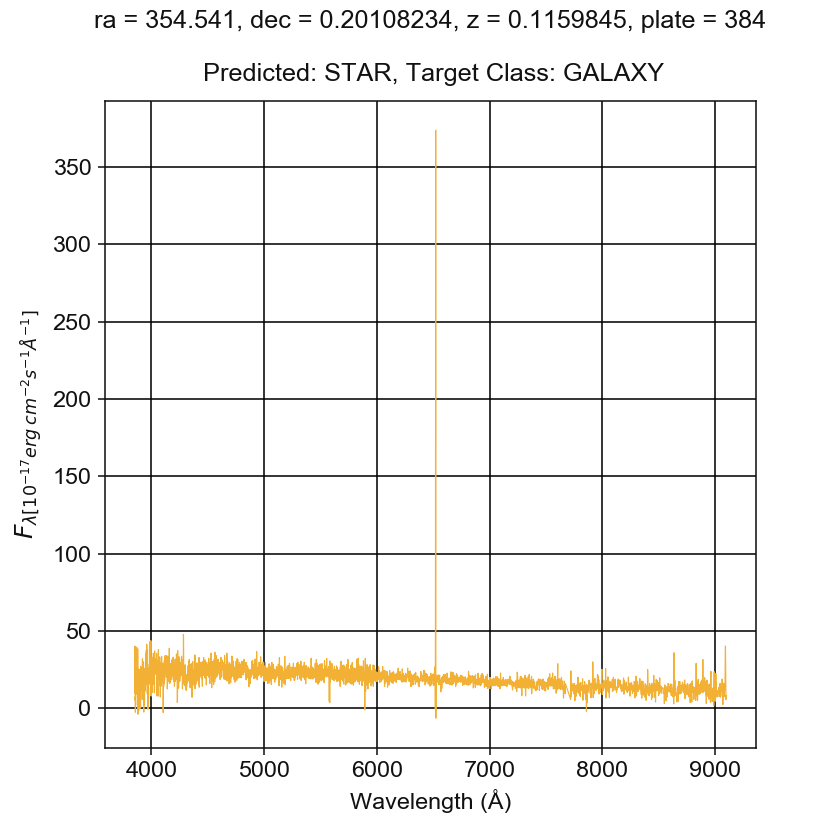 ra = 354.541, dec = 0.20108234, z = 0.1159845, plate = 384
Predicted: STAR, Target Class: GALAXY
350
300
250
200
150
100
50
0
F_{λ[10^{-17} erg cm^{-2} s^{-1} Å^{-1}]}
4000 5000 6000 7000 8000 9000
Wavelength (Å)